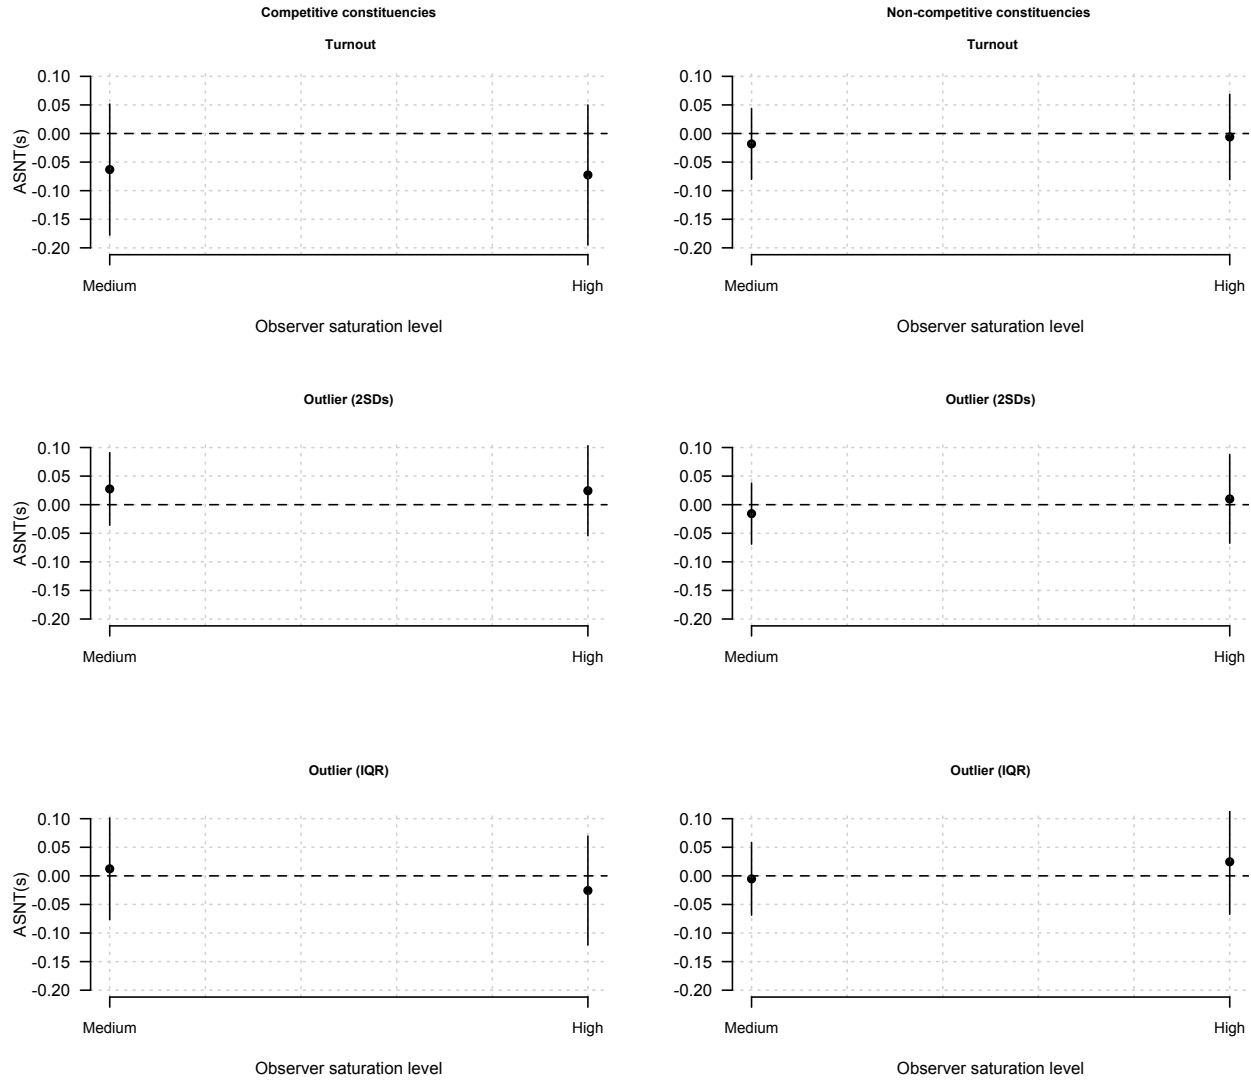 Competitive constituencies
Turnout
0.10
0.05
0.00
-0.05
-0.10
-0.15
-0.20
ASNT(s)
Medium High
Observer saturation level
Non-competitive constituencies
Turnout
0.10
0.05
0.00
-0.05
-0.10
-0.15
-0.20
Medium High
Observer saturation level
Outlier (2SDs)
0.10
0.05
0.00
-0.05
-0.10
-0.15
-0.20
ASNT(s)
Medium High
Outlier (2SDs)
0.10
0.05
0.00
-0.05
-0.10
-0.15
-0.20
Medium High
Outlier (IQR)
0.10
0.05
0.00
-0.05
-0.10
-0.15
-0.20
ASNT(s)
Medium High
Observer saturation level
Outlier (IQR)
0.10
0.05
0.00
-0.05
-0.10
-0.15
-0.20
Medium High
Observer saturation level